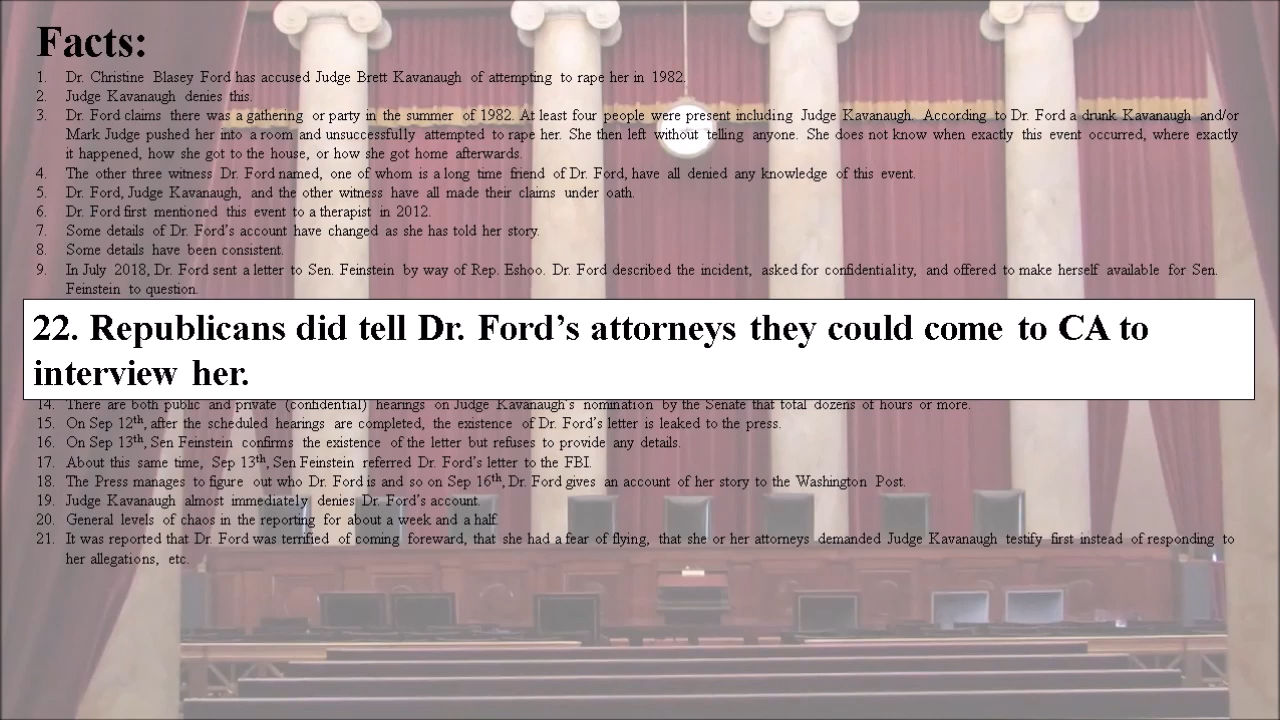 Facts:
1. Dr. Christine Blasey Ford has accused Judge Brett Kavanaugh of attempting to rape her in 1982.
2. Judge Kavanaugh denies this.
3. Dr. Ford claims there was a gathering or party in the summer of 1982. At least four people were present including Judge Kavanaugh. According to Dr. Ford a drunk Kavanaugh and/or
Mark Judge pushed her into a room and unsuccessfully attempted to rape her. She then left without telling anyone. She does not know when exactly this event occurred, where exactly
it happened, how she got to the house, or how she got home afterwards.
4. The other three witness Dr. Ford named, one of whom is a long time friend of Dr. Ford, have all denied any knowledge of this event.
5. Dr. Ford, Judge Kavanaugh, and the other witness have all made their claims under oath.
6. Dr. Ford first mentioned this event to a therapist in 2012.
7. Some details of Dr. Ford's account have changed as she has told her story.
8. Some details have been consistent.
9. In July 2018, Dr. Ford sent a letter to Sen. Feinstein by way of Rep. Eshoo. Dr. Ford described the incident, asked for confidentiality, and offered to make herself available for Sen.
Feinstein to question.
22. Republicans did tell Dr. Ford's attorneys they could come to CA to
interview her.
14. There are both public and private (confidential) hearings on Judge Kavanaugh's nomination by the Senate that total dozens of hours or more.
15. On Sep 12th, after the scheduled hearings are completed, the existence of Dr. Ford's letter is leaked to the press.
16. On Sep 13th, Sen Feinstein confirms the existence of the letter but refuses to provide any details.
17. About this same time, Sep 13th, Sen Feinstein referred Dr. Ford's letter to the FBI.
18. The Press manages to figure out who Dr. Ford is and so on Sep 16th, Dr. Ford gives an account of her story to the Washington Post.
19. Judge Kavanaugh almost immediately denies Dr. Ford's account.
20. General levels of chaos in the reporting for about a week and a half.
21. It was reported that Dr. Ford was terrified of coming foreward, that she had a fear of flying, that she or her attorneys demanded Judge Kavanaugh testify first instead of responding to
her allegations, etc.